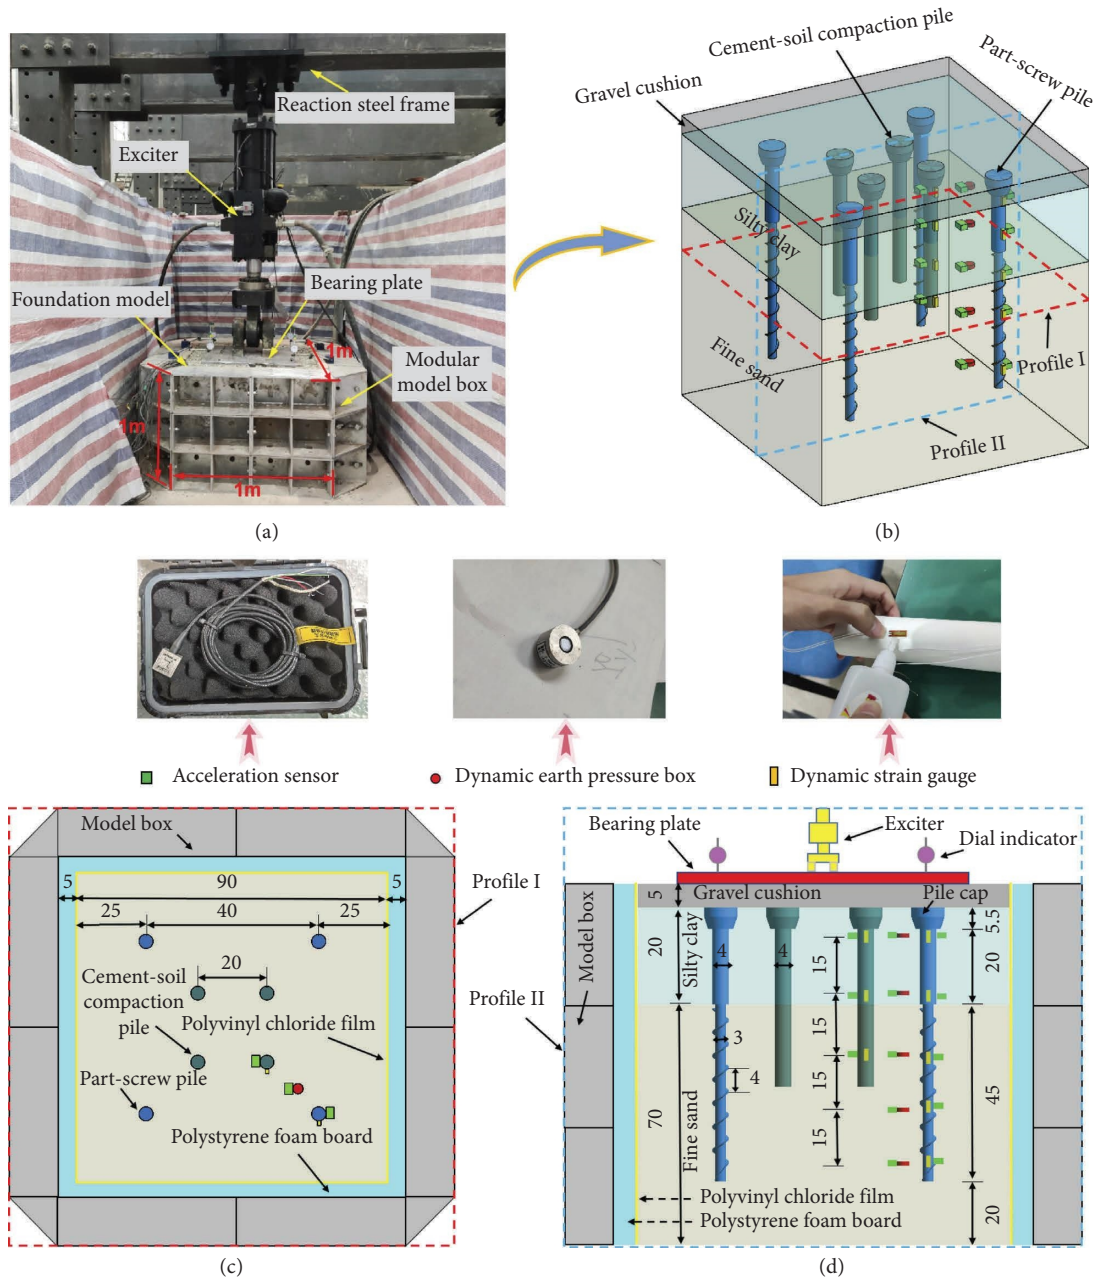 Reaction steel frame
Exciter
Foundation model
Bearing plate
Modular
model box
1m
1m
1m
(a)
Cement-soil compaction pile
Part-screw pile
Gravel cushion
Silty clay
Fine sand
Profile I
Profile II
(b)
Acceleration sensor
Dynamic earth pressure box
Dynamic strain gauge
Model box
5
90
5
25
40
25
20
Cement-soil
compaction
pile
Polyvinyl chloride film
Part-screw pile
Polystyrene foam board
Profile I
Profile II
(c)
Bearing plate
Exciter
Dial indicator
Gravel cushion
Pile cap
Model box
Silty clay
Fine sand
5
20
70
4
4
3
4
15
15
15
15
5.5
20
45
20
Polyvinyl chloride film
Polystyrene foam board
(d)